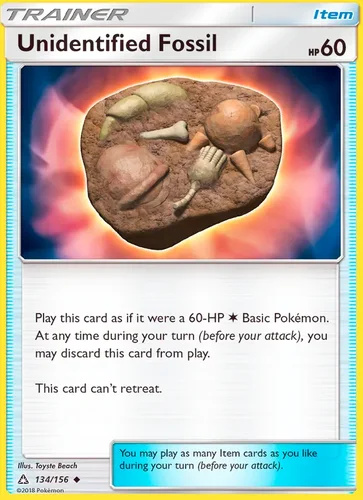 TRAINER Item
Unidentified Fossil HP 60
Play this card as if it were a 60-HP ✶ Basic Pokémon.
At any time during your turn (before your attack), you
may discard this card from play.
This card can't retreat.
Illus. Toyste Beach
134/156 ◆
©2018 Pokémon
You may play as many Item cards as you like
during your turn (before your attack).